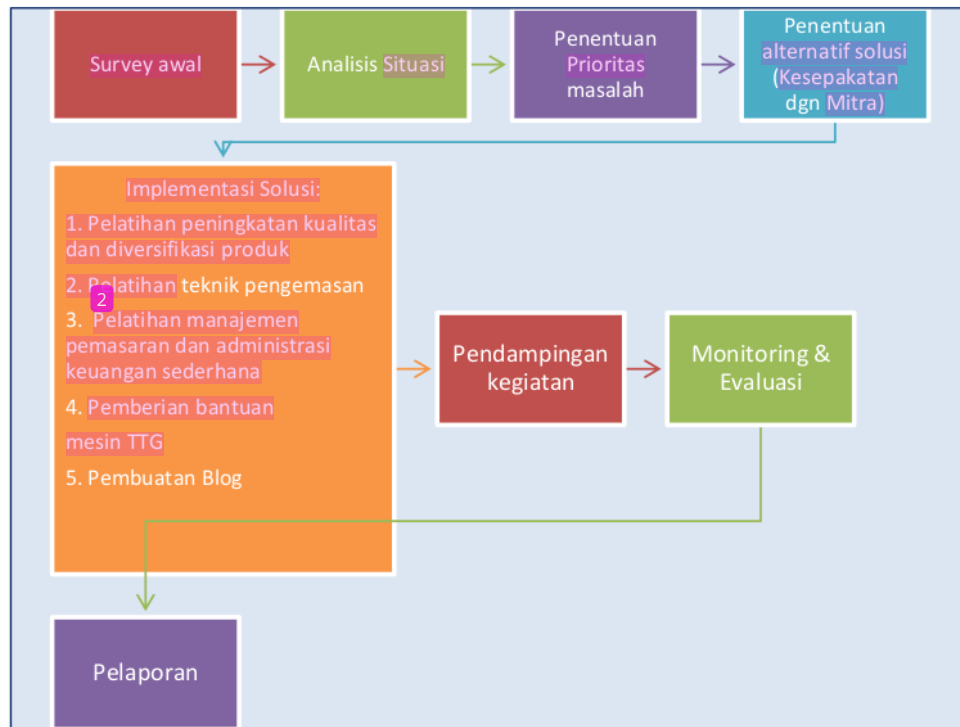 Survey awal
Analisis Situasi
Penentuan
Prioritas
masalah
Penentuan
alternatif solusi
(Kesepakatan
dgn Mitra)
Implementasi Solusi:
1. Pelatihan peningkatan kualitas
dan diversifikasi produk
2. Pelatihan teknik pengemasan
2
3. Pelatihan manajemen
pemasaran dan administrasi
keuangan sederhana
4. Pemberian bantuan
mesin TTG
5. Pembuatan Blog
Pendampingan
kegiatan
Monitoring &
Evaluasi
Pelaporan